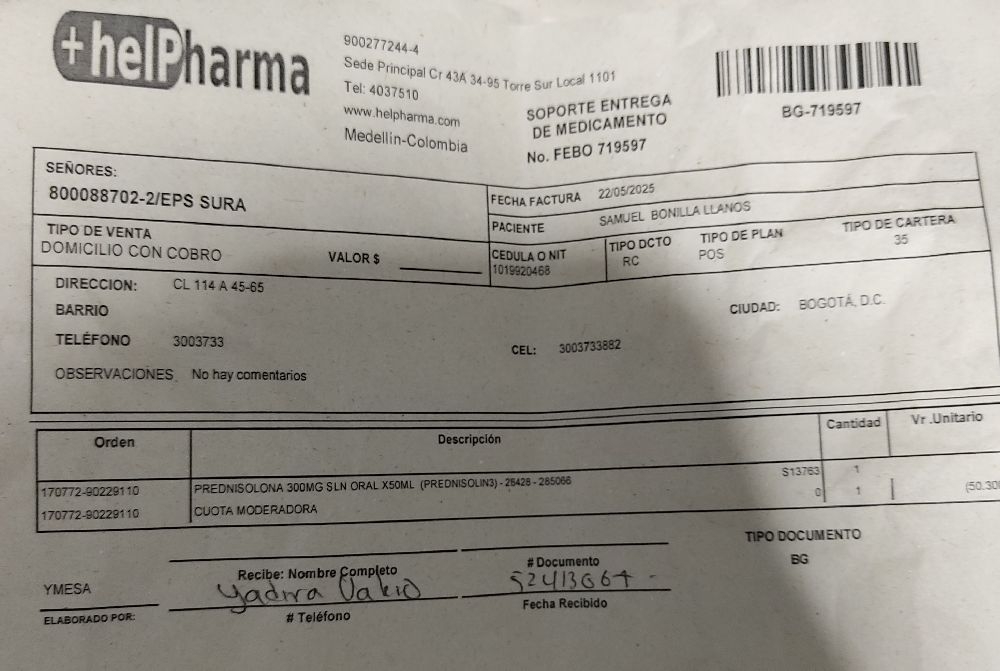 +helPharma
900277244-4
Sede Principal Cr 43A 34-95 Torre Sur Local 1101
Tel: 4037510
www.helpharma.com
Medellín-Colombia
SOPORTE ENTREGA
DE MEDICAMENTO
No. FEBO 719597
BG-719597
SEÑORES:
800088702-2/EPS SURA
FECHA FACTURA 22/05/2025
PACIENTE SAMUEL BONILLA LLANOS
TIPO DE VENTA
DOMICILIO CON COBRO
VALOR $
CEDULA O NIT
1019920468
TIPO DCTO
RC
TIPO DE PLAN
POS
TIPO DE CARTERA
35
DIRECCION: CL 114 A 45-65
BARRIO
CIUDAD: BOGOTÁ, D.C.
TELÉFONO 3003733
CEL: 3003733882
OBSERVACIONES No hay comentarios
Orden Descripción Cantidad Vr .Unitario
170772-90229110 PREDNISOLONA 300MG SLN ORAL X50ML (PREDNISOLIN3) - 26428 - 285066 S13763 1
170772-90229110 CUOTA MODERADORA 0 1 (50.300
TIPO DOCUMENTO
BG
Recibe: Nombre Completo
# Documento
YMESA
Yadira
ELABORADO POR:
# Teléfono
Fecha Recibido